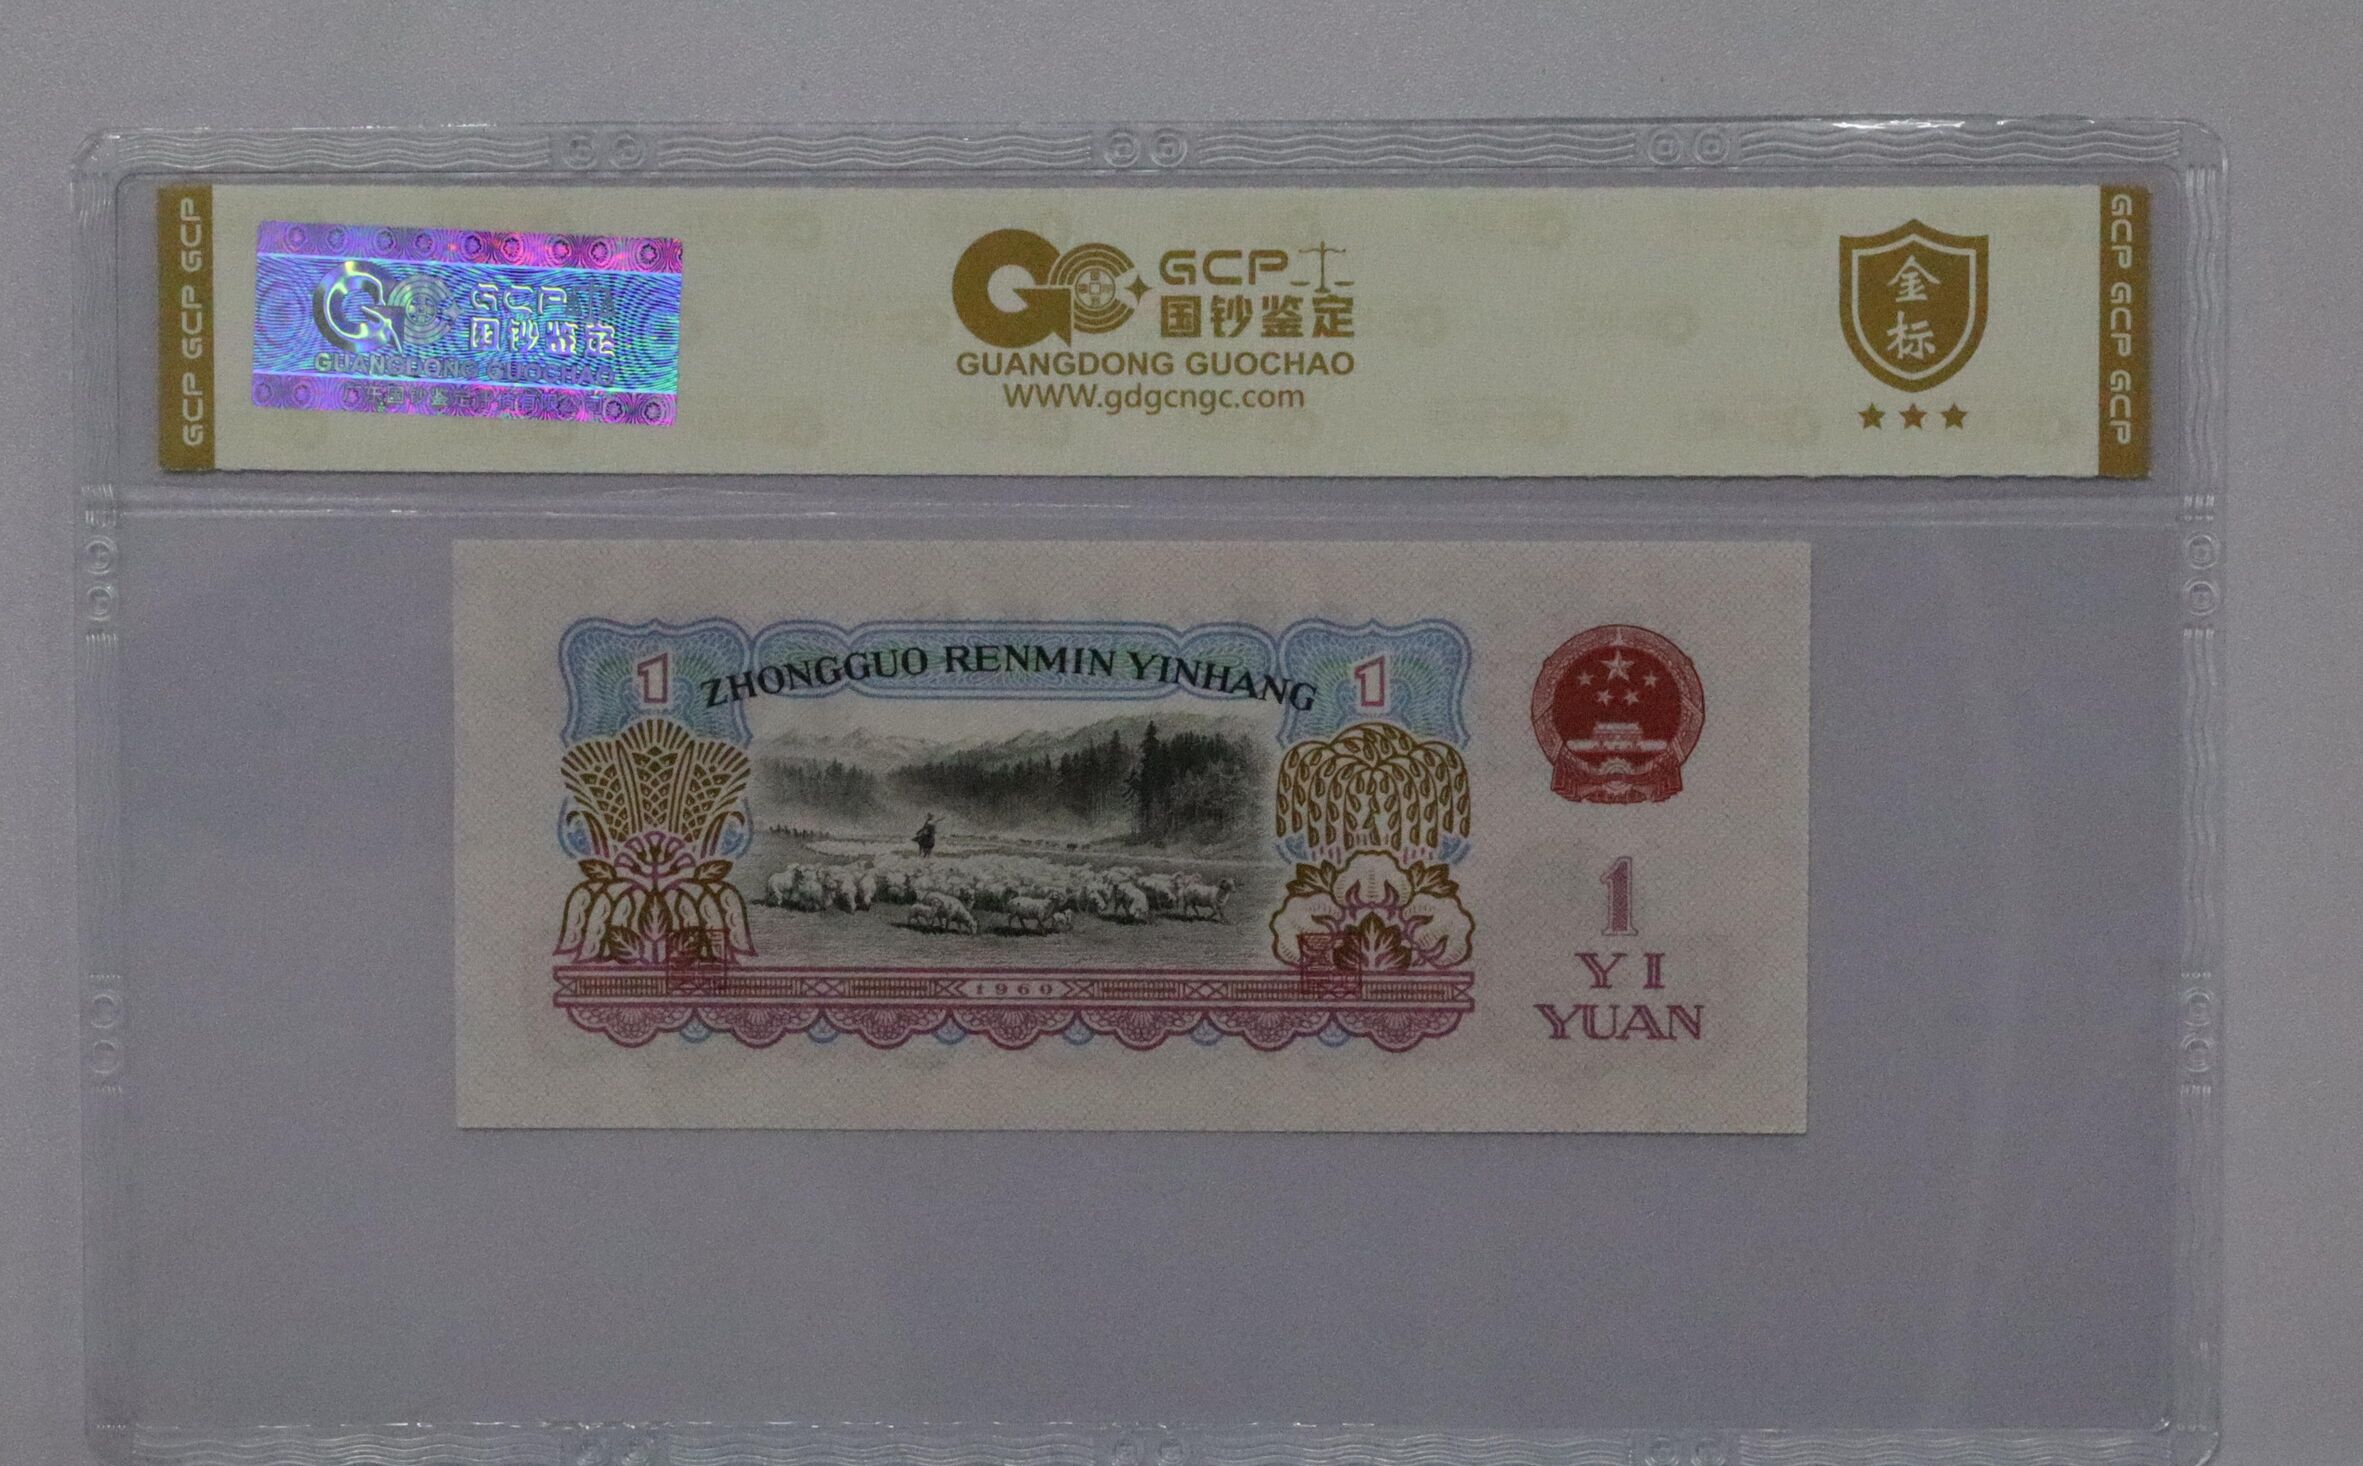 GCP GCP GCP
GCP
国钞鉴定
GUANGDONG GUOCHAO
GCP
国钞鉴定
GUANGDONG GUOCHAO
WWW.gdgcngc.com
金
标
GCP GCP GCP
ZHONGGUO RENMIN YINHANG
1
1
1960
1
YI
YUAN